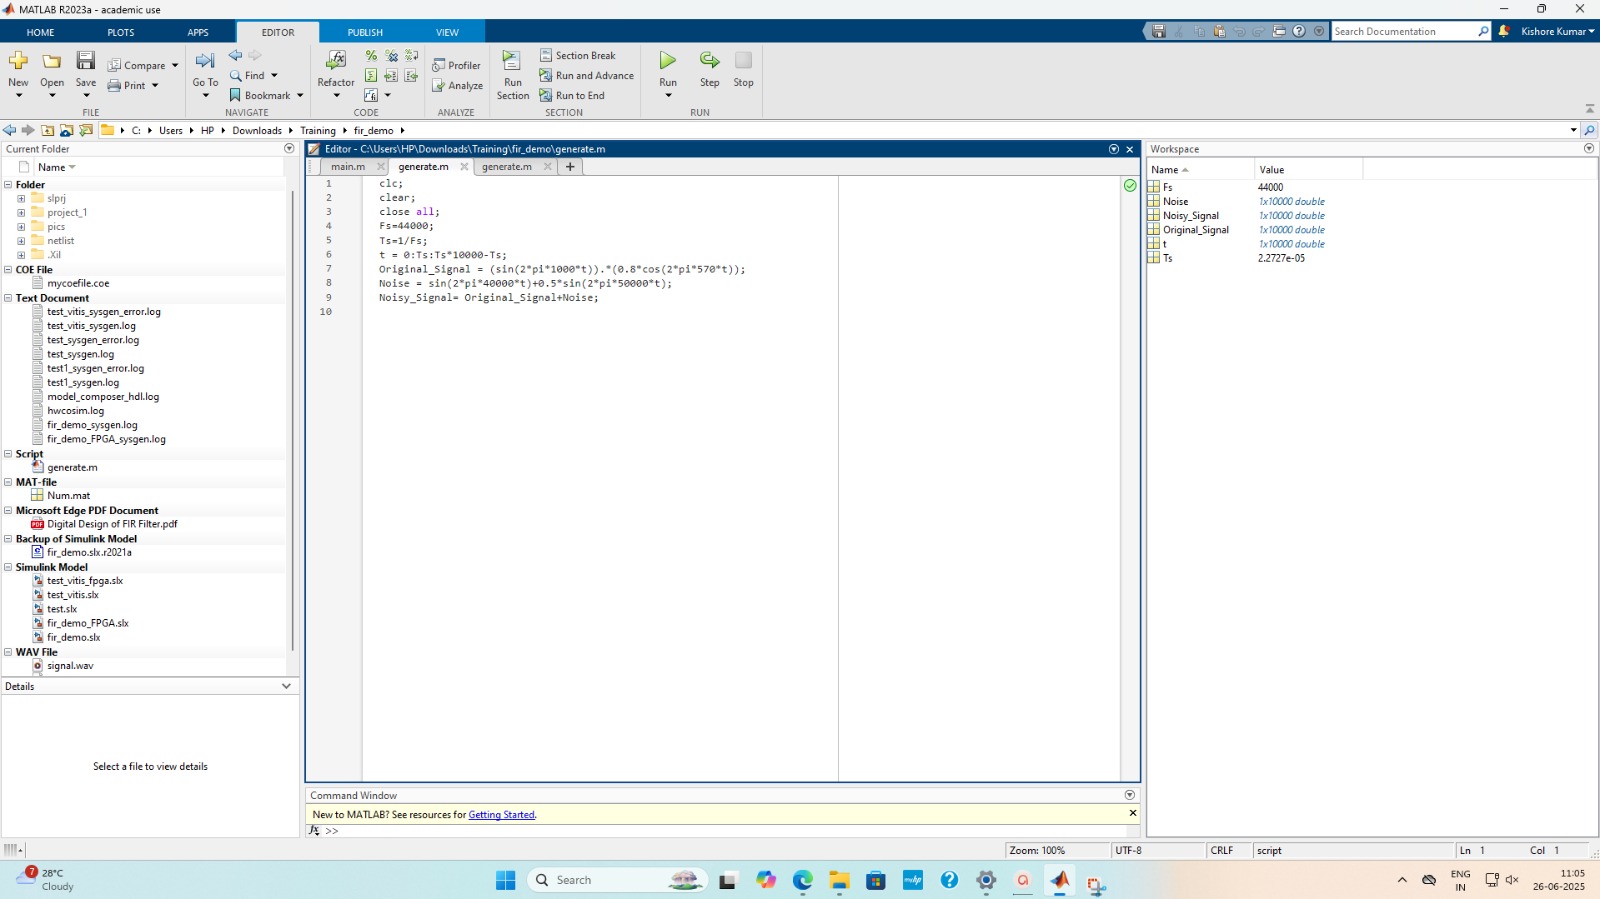 MATLAB R2023a - academic use
HOME PLOTS APPS EDITOR PUBLISH VIEW
Search Documentation
Kishore Kumar
New Open Save Compare Print
FILE
Go To Find Bookmark
NAVIGATE
Refactor
CODE
Profiler
Analyze
ANALYZE
Run Section
Section Break
Run and Advance
Run to End
SECTION
Run Step Stop
RUN
C: Users HP Downloads Training fir_demo
Current Folder
Name
Folder
slprj
project_1
pics
netlist
.Xil
COE File
mycoefile.coe
Text Document
test_vitis_sysgen_error.log
test_vitis_sysgen.log
test_sysgen_error.log
test_sysgen.log
test1_sysgen_error.log
test1_sysgen.log
model_composer_hdl.log
hwcosim.log
fir_demo_sysgen.log
fir_demo_FPGA_sysgen.log
Script
generate.m
MAT-file
Num.mat
Microsoft Edge PDF Document
Digital Design of FIR Filter.pdf
Backup of Simulink Model
fir_demo.slx.r2021a
Simulink Model
test_vitis_fpga.slx
test_vitis.slx
test.slx
fir_demo_FPGA.slx
fir_demo.slx
WAV File
signal.wav
Details
Select a file to view details
Editor - C:\Users\HP\Downloads\Training\fir_demo\generate.m
main.m generate.m generate.m
1 clc;
2 clear;
3 close all;
4 Fs=44000;
5 Ts=1/Fs;
6 t = 0:Ts:Ts*10000-Ts;
7 Original_Signal = (sin(2*pi*1000*t)).*(0.8*cos(2*pi*570*t));
8 Noise = sin(2*pi*40000*t)+0.5*sin(2*pi*50000*t);
9 Noisy_Signal= Original_Signal+Noise;
10
Command Window
New to MATLAB? See resources for Getting Started.
fx >>
Workspace
Name Value
Fs 44000
Noise 1x10000 double
Noisy_Signal 1x10000 double
Original_Signal 1x10000 double
t 1x10000 double
Ts 2.2727e-05
Zoom: 100% UTF-8 CRLF script Ln 1 Col 1
7
28°C
Cloudy
Search
myhp
ENG
IN
11:05
26-06-2025